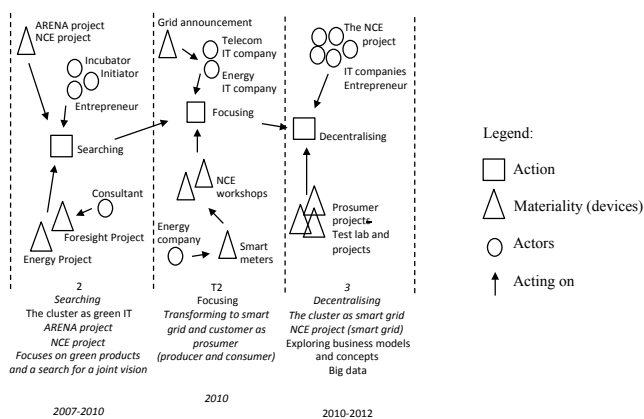 ARENA project
NCE project
Incubator
Initiator
Entrepreneur
Searching
Consultant
Foresight Project
Energy Project
Grid announcement
Telecom
IT company
Energy
IT company
Focusing
NCE
workshops
Energy
company
Smart
meters
The NCE
project
IT companies
Entrepreneur
Decentralising
Prosumer
projects
Test lab and
projects
Legend:
Action
Materiality (devices)
Actors
Acting on
2
Searching
The cluster as green IT
ARENA project
NCE project
Focuses on green products
and a search for a joint vision
2007-2010
T2
Focusing
Transforming to smart
grid and customer as
prosumer
(producer and consumer)
2010
3
Decentralising
The cluster as smart grid
NCE project (smart grid)
Exploring business models
and concepts
Big data
2010-2012